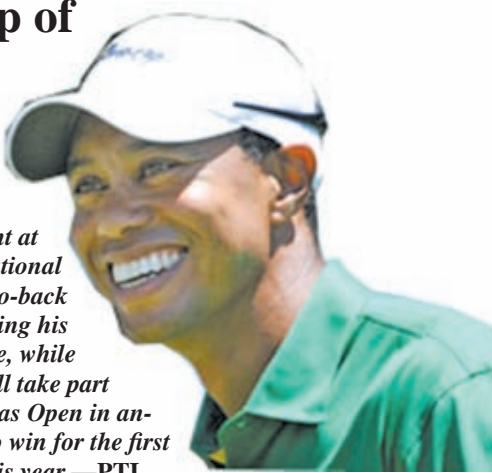 p of
nt at
tional
o-back
ing his
e, while
ll take part
as Open in an-
o win for the first
is year.—PTI